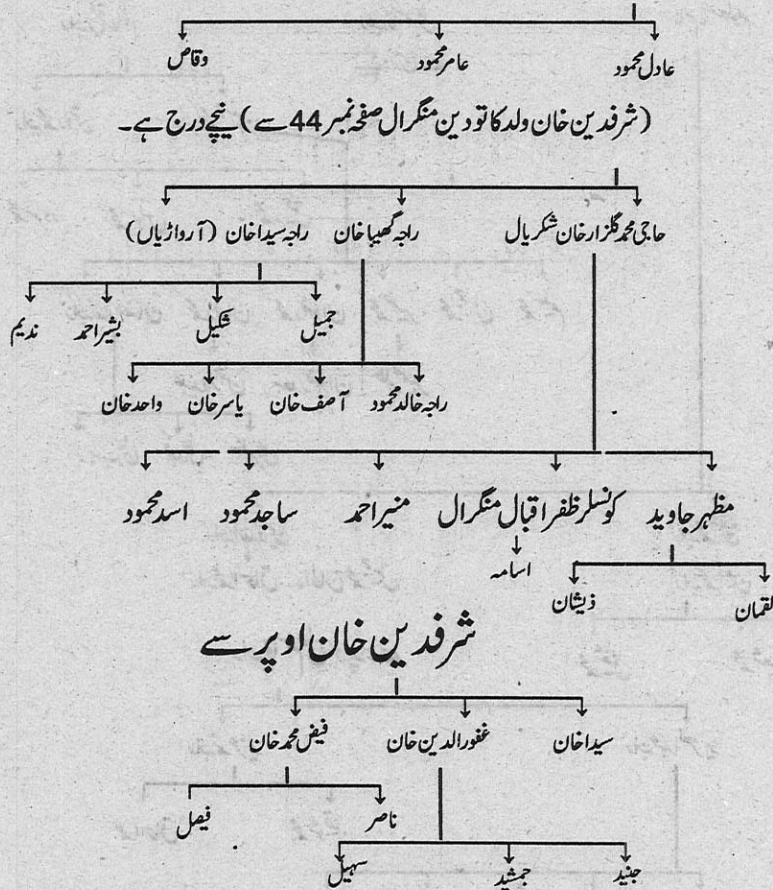 عادل محمود عامر محمود وقاص
(شرفدین خان ولد کا تو دین منگرال صفحہ نمبر 44 سے) نیچے درج ہے۔
حاجی محمد گلزار خان شکریال راجہ گھیبا خان راجہ سیدا خان (آرواڑیاں)
جمیل شکیل بشیر احمد ندیم
راجہ خالد محمود آصف خان یاسر خان واحد خان
مظہر جاوید کونسلر ظفر اقبال منگرال منیر احمد ساجد محمود اسد محمود
اسامہ
لقمان ذیشان
شرفدین خان اوپر سے
سیدا خان غفور الدین خان فیض محمد خان
ناصر فیصل
جنید جمشید سہیل